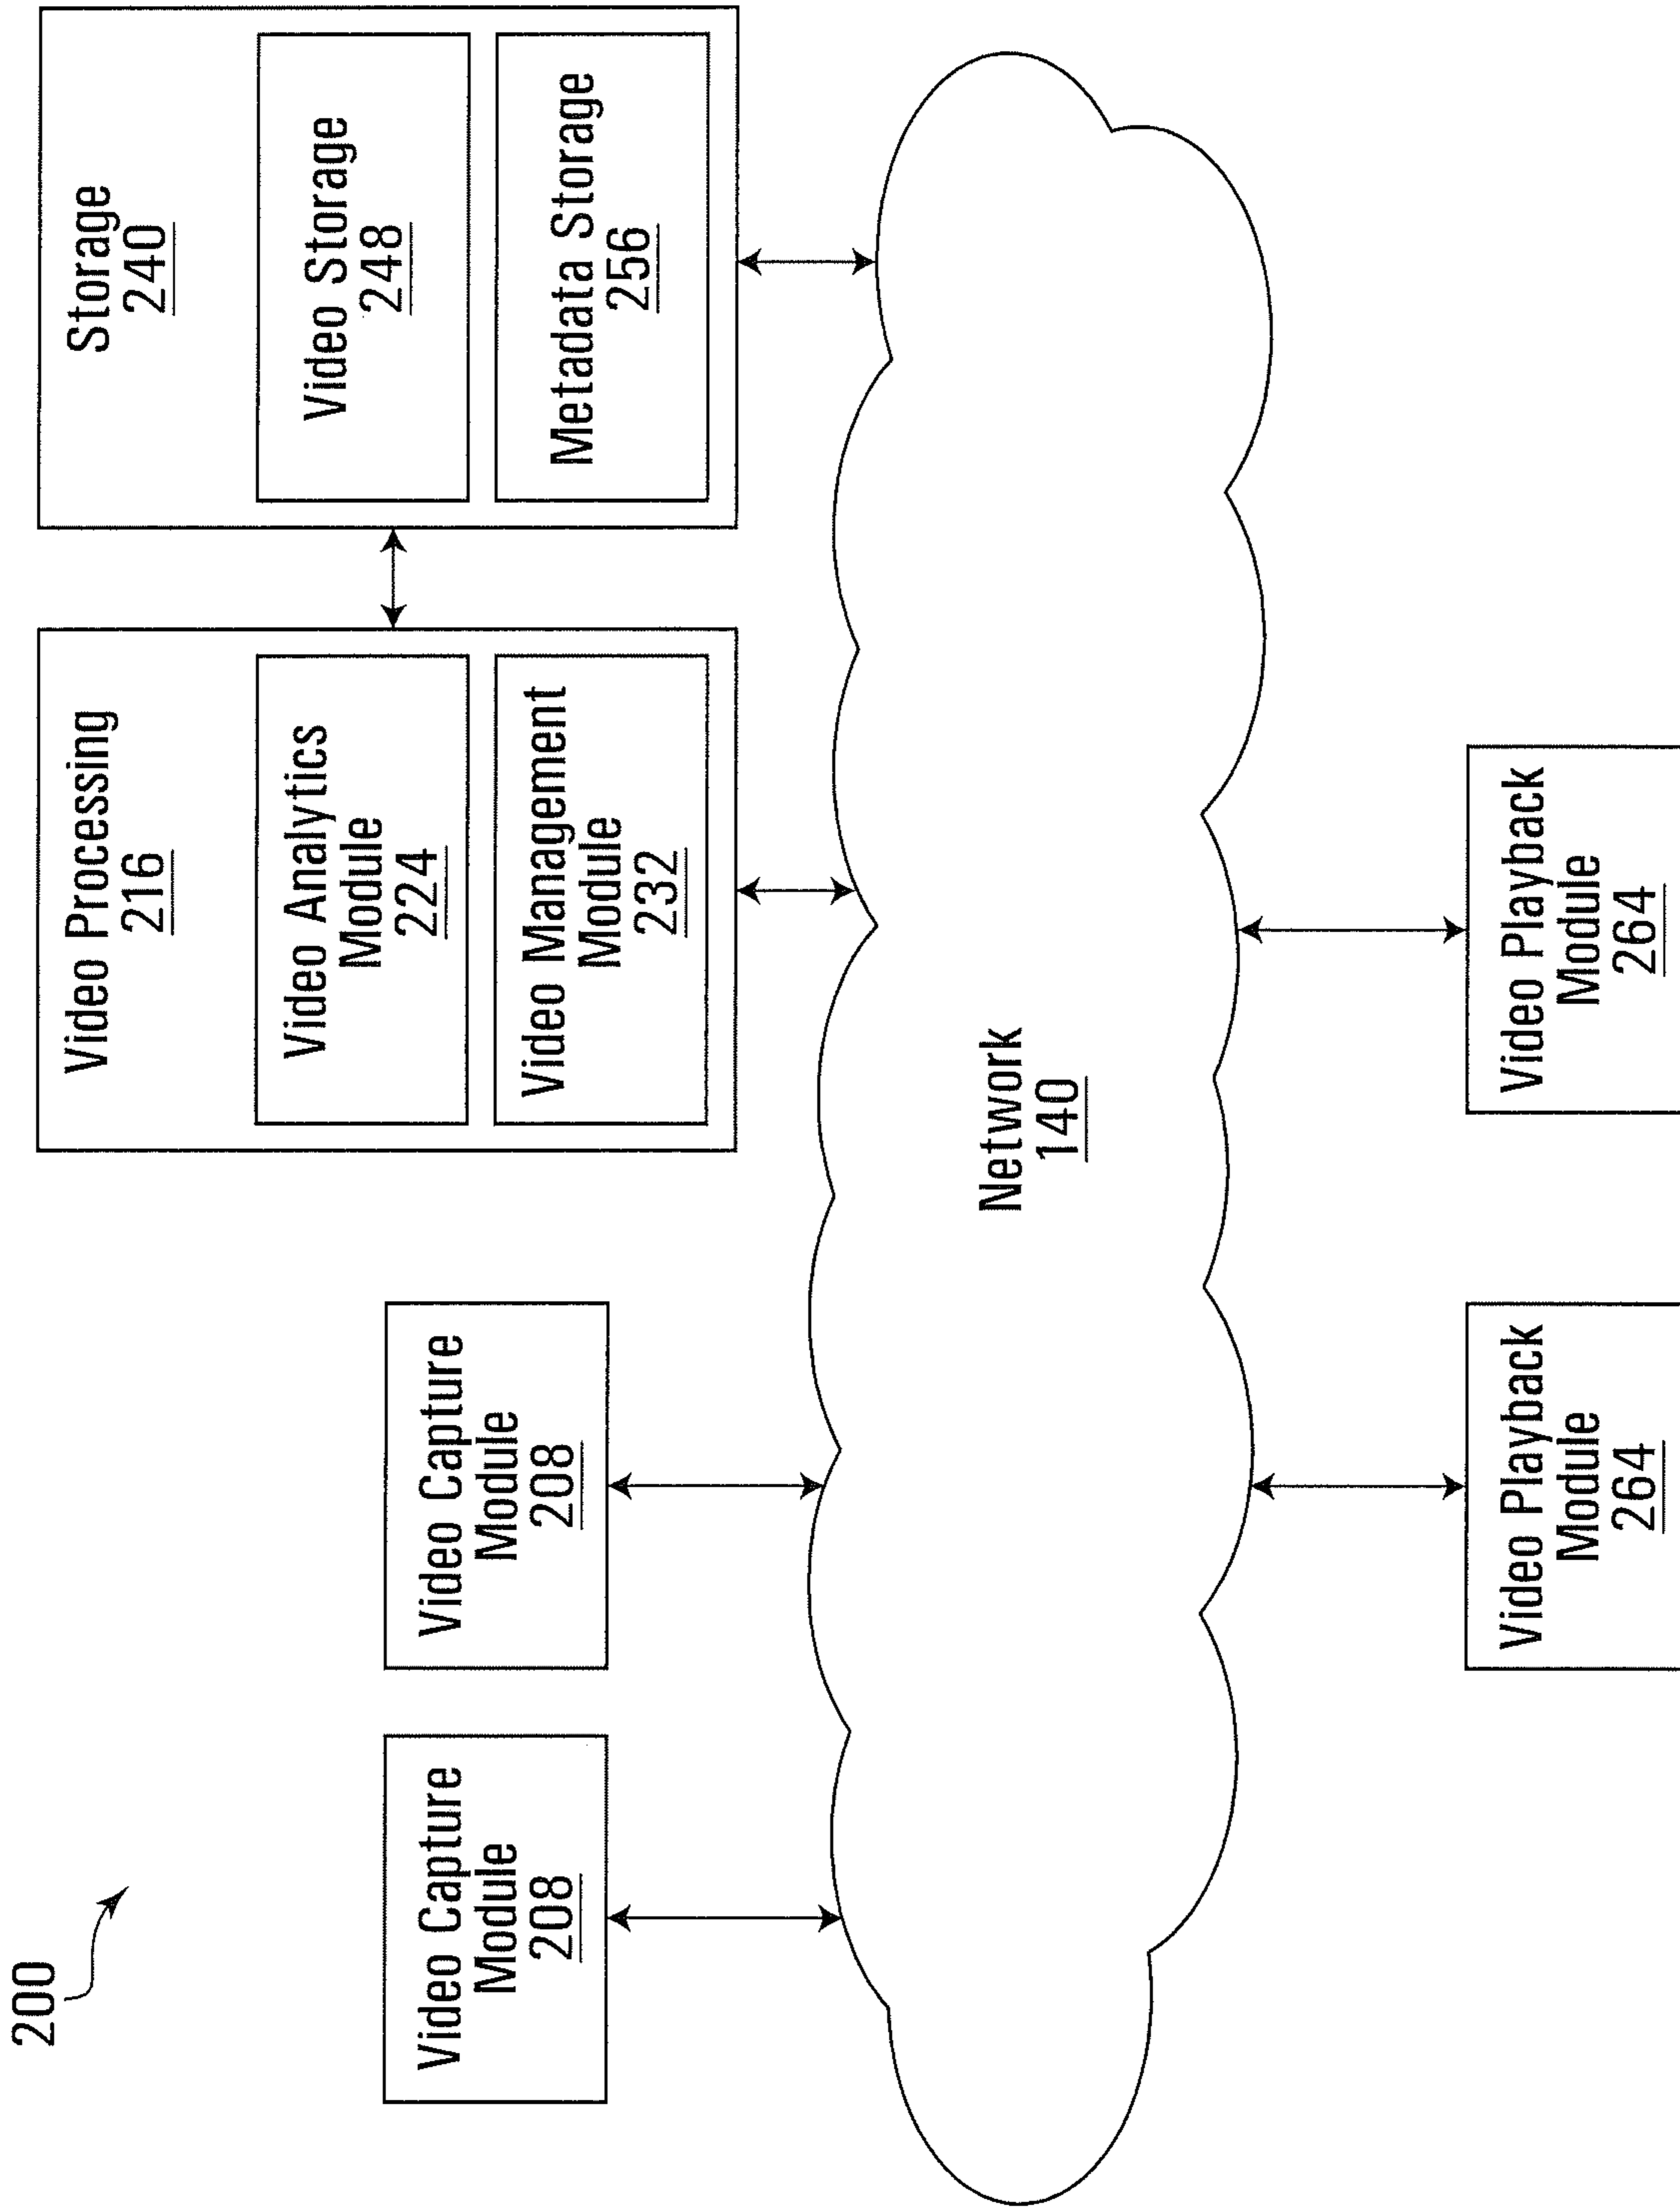 200
Video Capture
Module
208
Video Capture
Module
208
Video Processing
216
Video Analytics
Module
224
Video Management
Module
232
Storage
240
Video Storage
248
Metadata Storage
256
Network
140
Video Playback
Module
264
Video Playback
Module
264